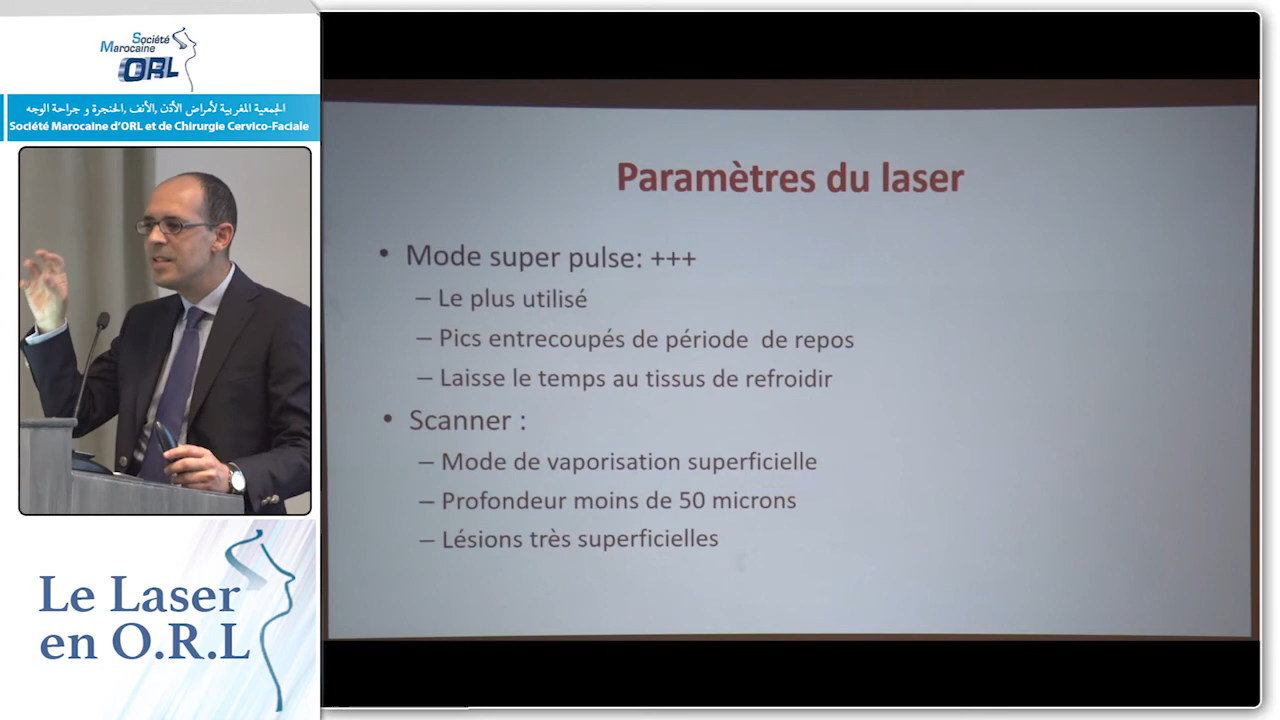 Société
Marocaine
ORL
الجمعية المغربية لأمراض الأذن ,الأنف ,الحنجرة و جراحة الوجه
Société Marocaine d'ORL et de Chirurgie Cervico-Faciale
Le Laser
en O.R.L
Paramètres du laser
• Mode super pulse: +++
– Le plus utilisé
– Pics entrecoupés de période de repos
– Laisse le temps au tissus de refroidir
• Scanner :
– Mode de vaporisation superficielle
– Profondeur moins de 50 microns
– Lésions très superficielles